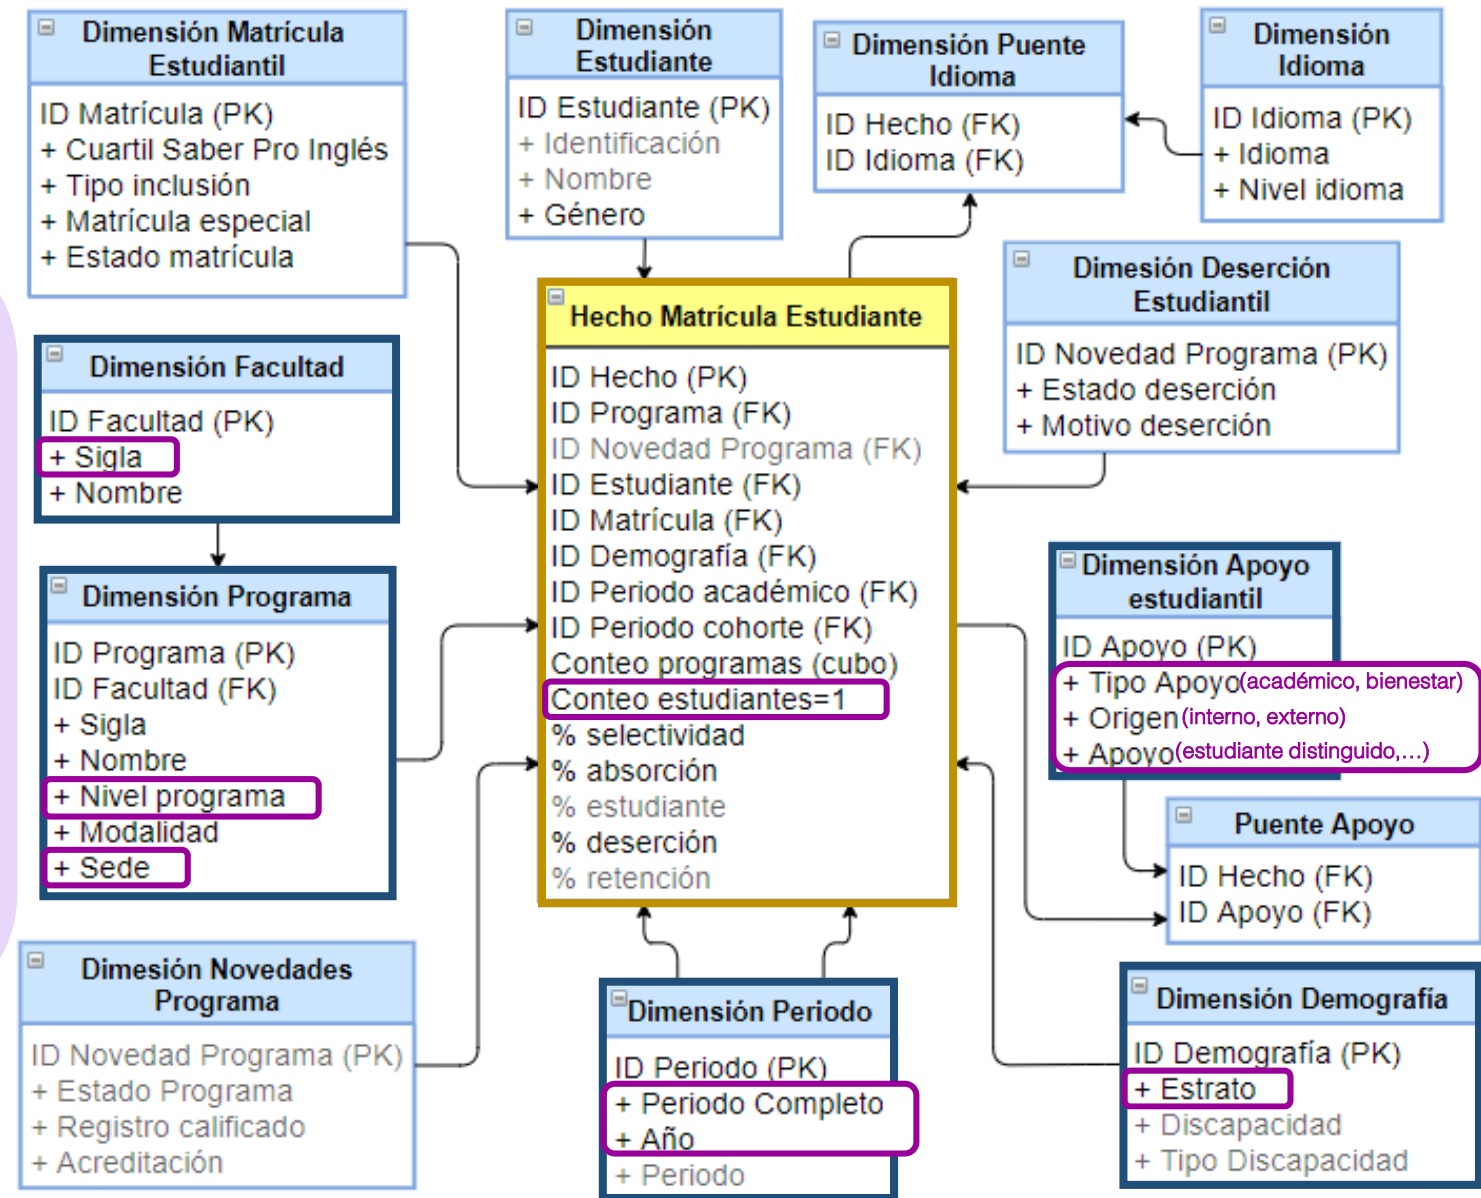 Dimensión Matrícula
Estudiantil
ID Matrícula (PK)
+ Cuartil Saber Pro Inglés
+ Tipo inclusión
+ Matrícula especial
+ Estado matrícula
Dimensión
Estudiante
ID Estudiante (PK)
+ Identificación
+ Nombre
+ Género
Dimensión Puente
Idioma
ID Hecho (FK)
ID Idioma (FK)
Dimensión
Idioma
ID Idioma (PK)
+ Idioma
+ Nivel idioma
Dimensión Facultad
ID Facultad (PK)
+ Sigla
+ Nombre
Hecho Matrícula Estudiante
ID Hecho (PK)
ID Programa (FK)
ID Novedad Programa (FK)
ID Estudiante (FK)
ID Matrícula (FK)
ID Demografía (FK)
ID Periodo académico (FK)
ID Periodo cohorte (FK)
Conteo programas (cubo)
Conteo estudiantes=1
% selectividad
% absorción
% estudiante
% deserción
% retención
Dimesión Deserción
Estudiantil
ID Novedad Programa (PK)
+ Estado deserción
+ Motivo deserción
Dimensión Programa
ID Programa (PK)
ID Facultad (FK)
+ Sigla
+ Nombre
+ Nivel programa
+ Modalidad
+ Sede
Dimensión Apoyo
estudiantil
ID Apoyo (PK)
+ Tipo Apoyo(académico, bienestar)
+ Origen(interno, externo)
+ Apoyo(estudiante distinguido,...)
Puente Apoyo
ID Hecho (FK)
ID Apoyo (FK)
Dimesión Novedades
Programa
ID Novedad Programa (PK)
+ Estado Programa
+ Registro calificado
+ Acreditación
Dimensión Periodo
ID Periodo (PK)
+ Periodo Completo
+ Año
+ Periodo
Dimensión Demografía
ID Demografía (PK)
+ Estrato
+ Discapacidad
+ Tipo Discapacidad